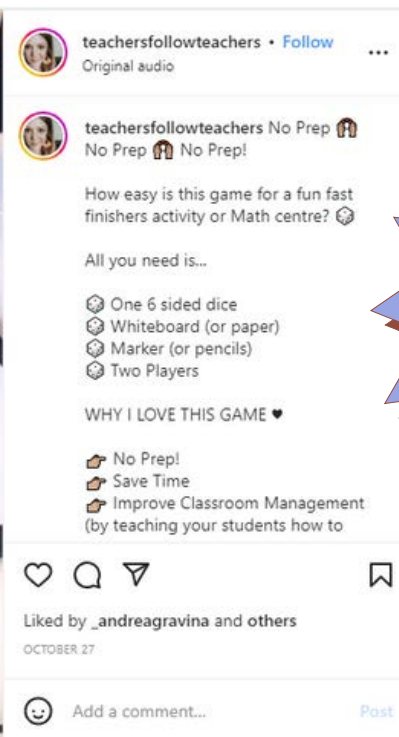 teachersfollowteachers • Follow
Original audio
teachersfollowteachers No Prep 🙌🏽
No Prep 🙌🏽 No Prep!
How easy is this game for a fun fast
finishers activity or Math centre? 🎲
All you need is...
🎲 One 6 sided dice
🎲 Whiteboard (or paper)
🎲 Marker (or pencils)
🎲 Two Players
WHY I LOVE THIS GAME ♥
👉🏽 No Prep!
👉🏽 Save Time
👉🏽 Improve Classroom Management
(by teaching your students how to
Liked by _andreagravina and others
OCTOBER 27
Add a comment... Post